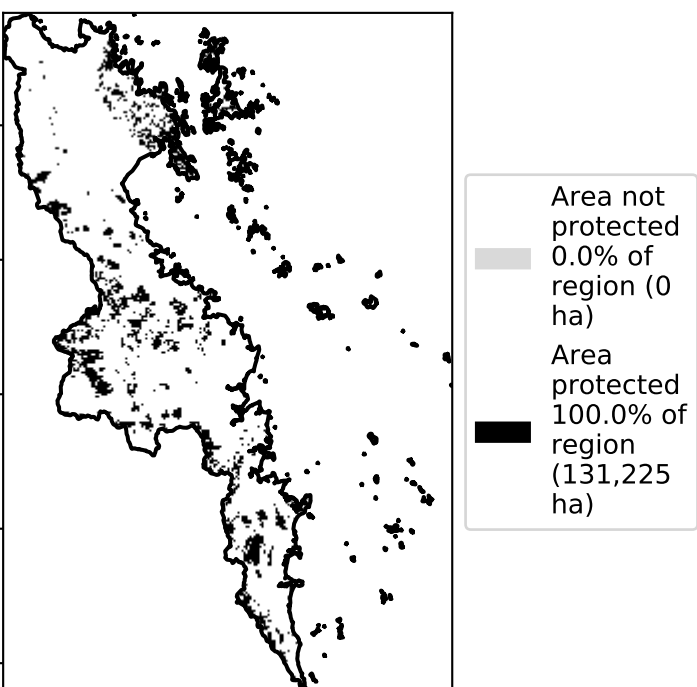 Area not
protected
0.0% of
region (0
ha)
Area
protected
100.0% of
region
(131,225
ha)